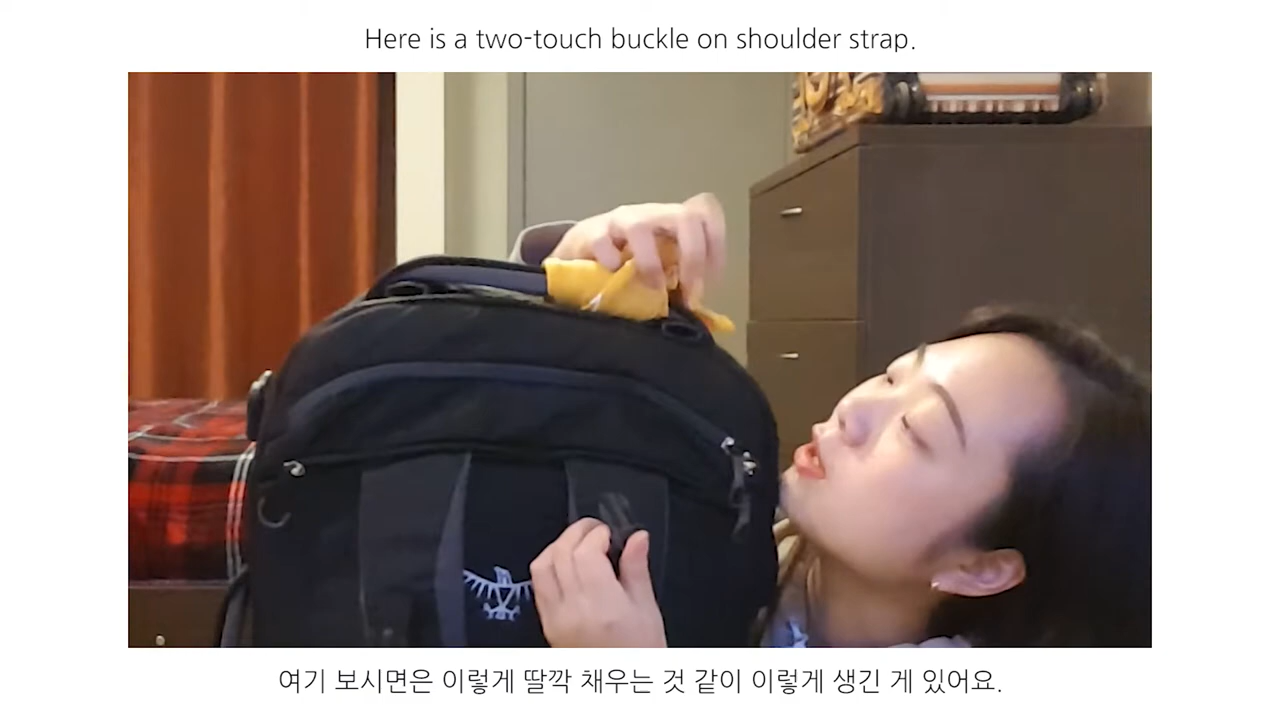 Here is a two-touch buckle on shoulder strap.
여기 보시면은 이렇게 딸깍 채우는 것 같이 이렇게 생긴 게 있어요.